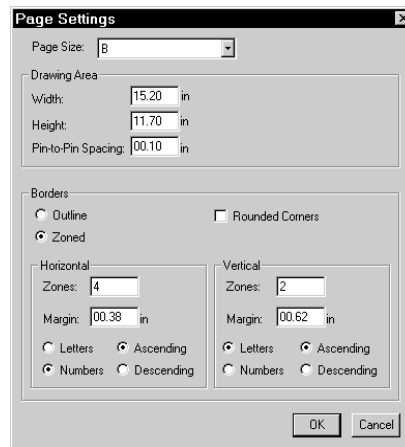 Page Settings
Page Size: B
Drawing Area
Width: 15.20 in
Height: 11.70 in
Pin-to-Pin Spacing: 00.10 in
Borders
Outline
Rounded Corners
Zoned
Horizontal
Vertical
Zones: 4
Zones: 2
Margin: 00.38 in
Margin: 00.62 in
Letters Ascending
Letters Ascending
Numbers Descending
Numbers Descending
OK Cancel